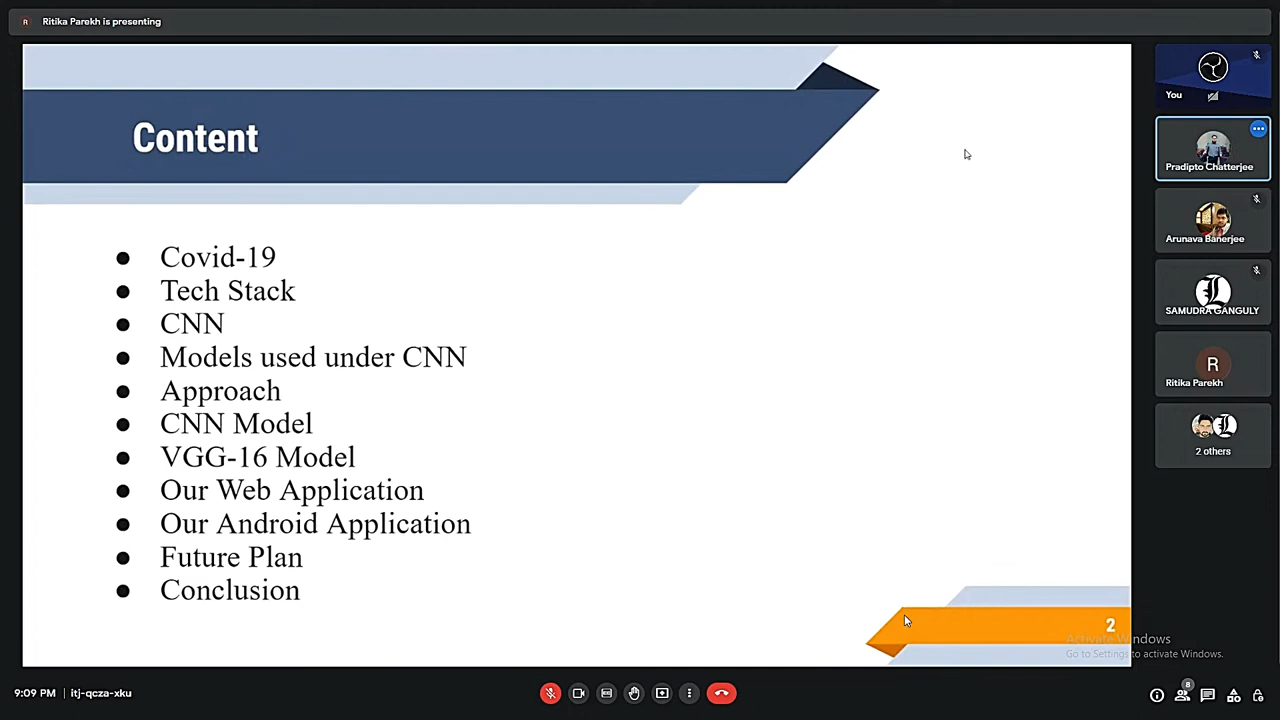 R Ritika Parekh is presenting
Content
● Covid-19
● Tech Stack
● CNN
● Models used under CNN
● Approach
● CNN Model
● VGG-16 Model
● Our Web Application
● Our Android Application
● Future Plan
● Conclusion
2
Activate Windows
Go to Settings to activate Windows.
You
Pradipto Chatterjee
Arunava Banerjee
SAMUDRA GANGULY
R
Ritika Parekh
2 others
9:09 PM | itj-qcza-xku
8